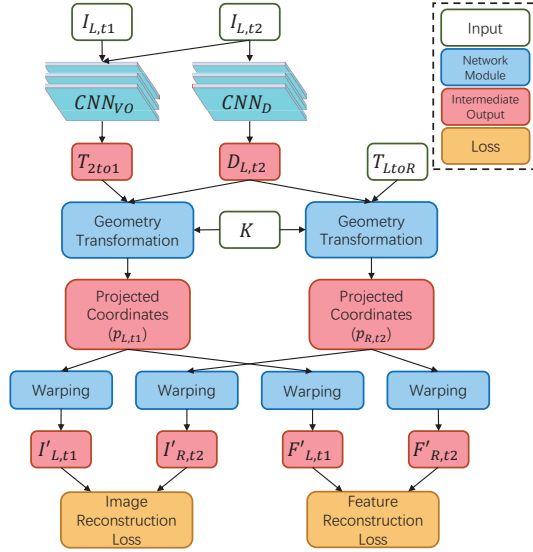 I_{L,t1}
I_{L,t2}
CNN_{VO}
CNN_D
T_{2to1}
D_{L,t2}
T_{LtoR}
Geometry
Transformation
K
Geometry
Transformation
Projected
Coordinates
(p_{L,t1})
Projected
Coordinates
(p_{R,t2})
Warping
Warping
Warping
Warping
I'_{L,t1}
I'_{R,t2}
F'_{L,t1}
F'_{R,t2}
Image
Reconstruction
Loss
Feature
Reconstruction
Loss
Input
Network
Module
Intermediate
Output
Loss